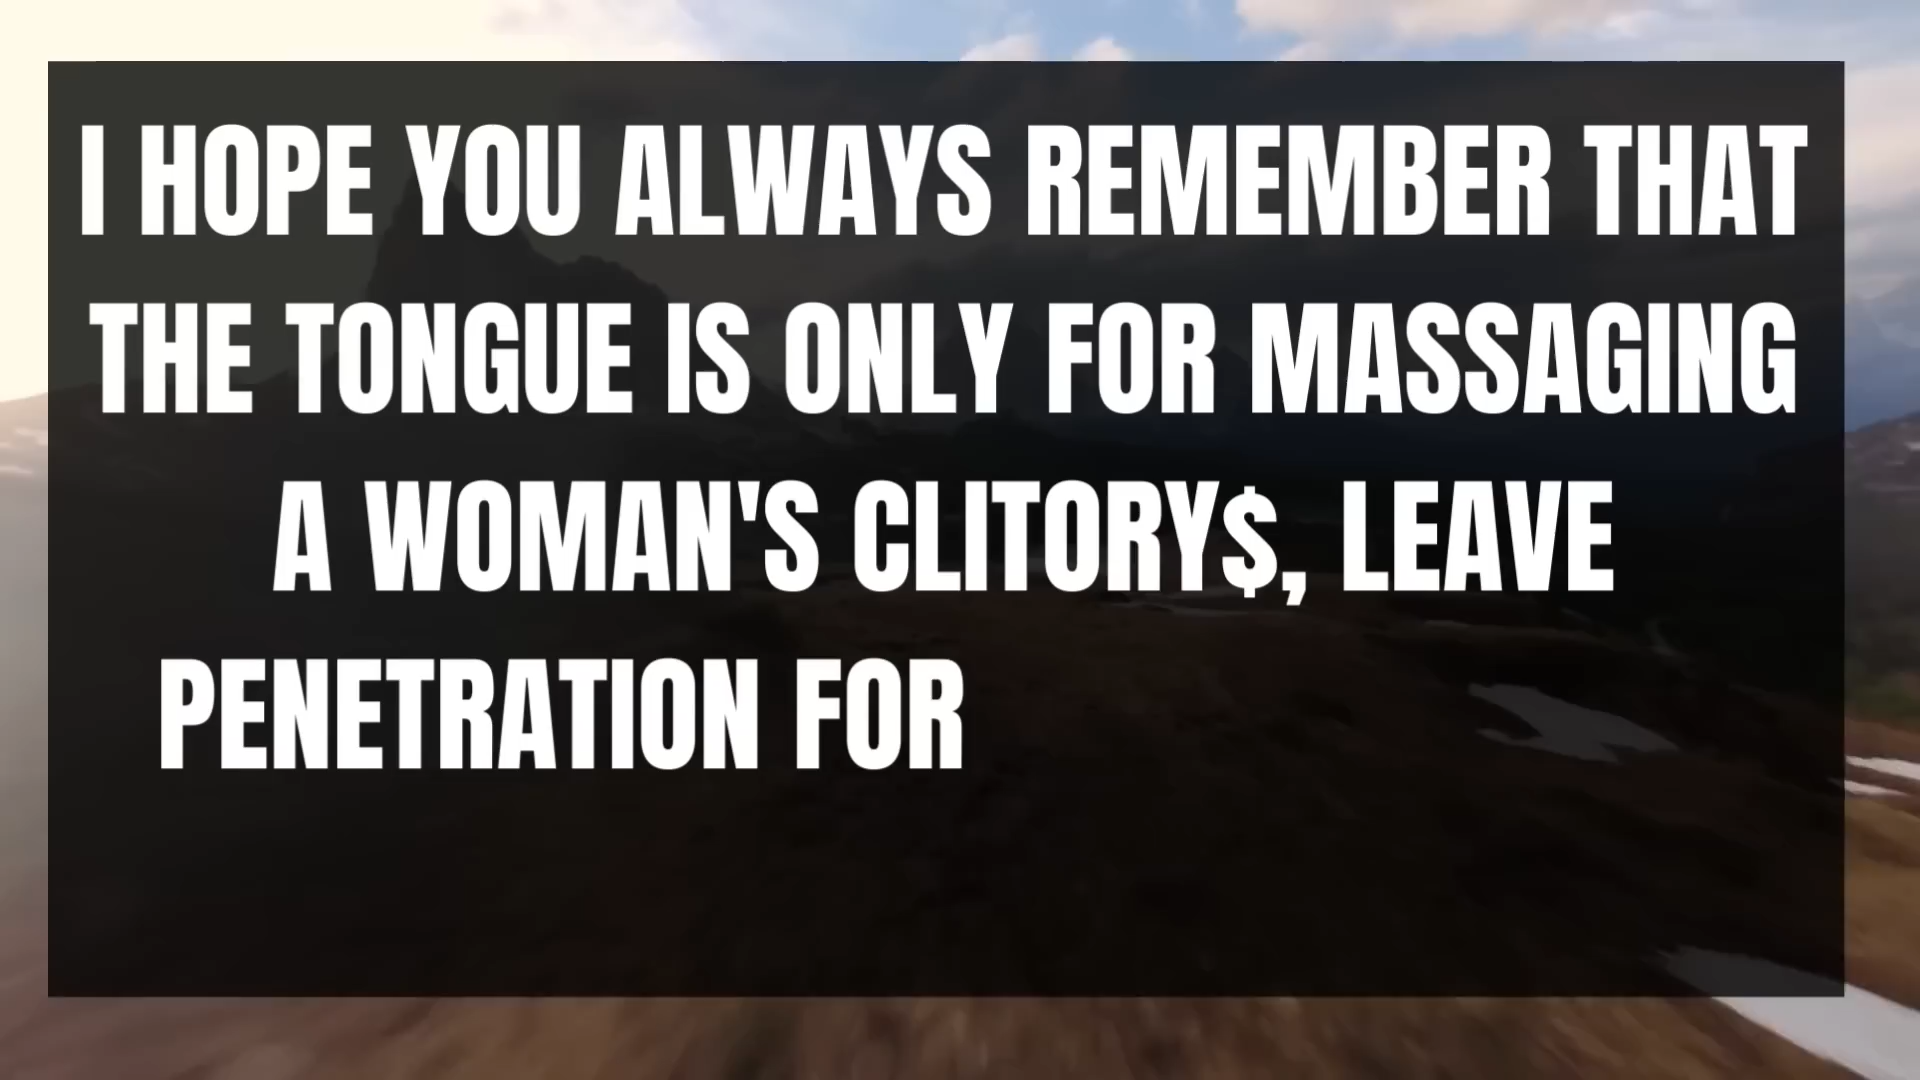 I HOPE YOU ALWAYS REMEMBER THAT
THE TONGUE IS ONLY FOR MASSAGING
A WOMAN'S CLITORY$, LEAVE
PENETRATION FOR